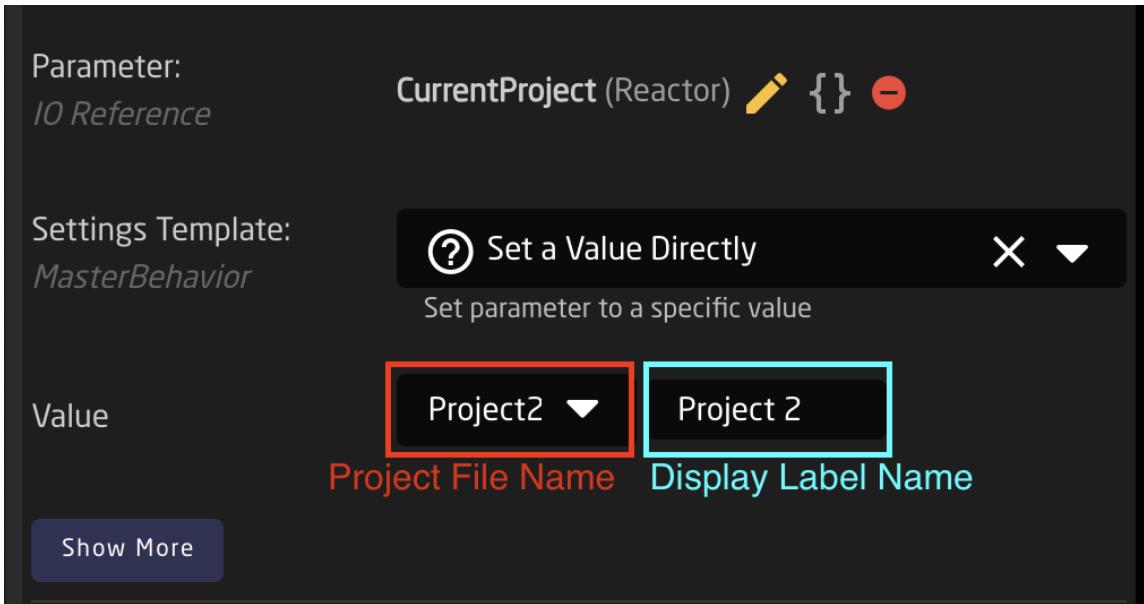 Parameter:
IO Reference
CurrentProject (Reactor) {}
Settings Template:
MasterBehavior
Set a Value Directly
Set parameter to a specific value
Value
Project2
Project 2
Project File Name
Display Label Name
Show More